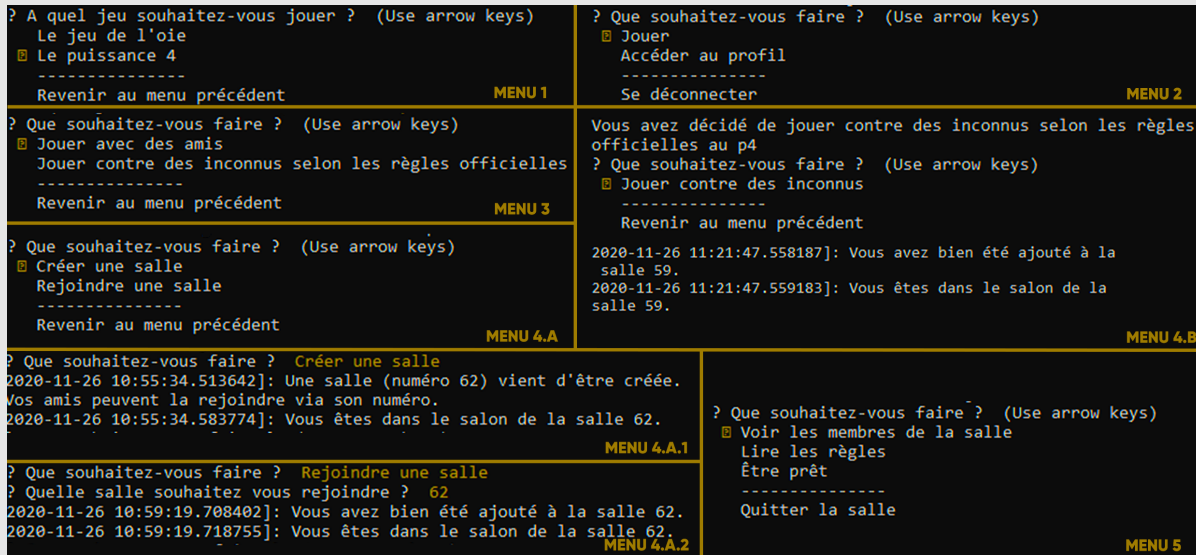 ? A quel jeu souhaitez-vous jouer ? (Use arrow keys)
Le jeu de l'oie
Le puissance 4
---------------
Revenir au menu précédent
MENU 1
? Que souhaitez-vous faire ? (Use arrow keys)
Jouer
Accéder au profil
---------------
Se déconnecter
MENU 2
? Que souhaitez-vous faire ? (Use arrow keys)
Jouer avec des amis
Jouer contre des inconnus selon les règles officielles
---------------
Revenir au menu précédent
MENU 3
Vous avez décidé de jouer contre des inconnus selon les règles
officielles au p4
? Que souhaitez-vous faire ? (Use arrow keys)
Jouer contre des inconnus
---------------
Revenir au menu précédent
2020-11-26 11:21:47.558187]: Vous avez bien été ajouté à la
salle 59.
2020-11-26 11:21:47.559183]: Vous êtes dans le salon de la
salle 59.
MENU 4.B
? Que souhaitez-vous faire ? (Use arrow keys)
Créer une salle
Rejoindre une salle
---------------
Revenir au menu précédent
MENU 4.A
? Que souhaitez-vous faire ? Créer une salle
2020-11-26 10:55:34.513642]: Une salle (numéro 62) vient d'être créée.
Vos amis peuvent la rejoindre via son numéro.
2020-11-26 10:55:34.583774]: Vous êtes dans le salon de la salle 62.
MENU 4.A.1
? Que souhaitez-vous faire ? Rejoindre une salle
? Quelle salle souhaitez vous rejoindre ? 62
2020-11-26 10:59:19.708402]: Vous avez bien été ajouté à la salle 62.
2020-11-26 10:59:19.718755]: Vous êtes dans le salon de la salle 62.
MENU 4.A.2
? Que souhaitez-vous faire ? (Use arrow keys)
Voir les membres de la salle
Lire les règles
Être prêt
---------------
Quitter la salle
MENU 5